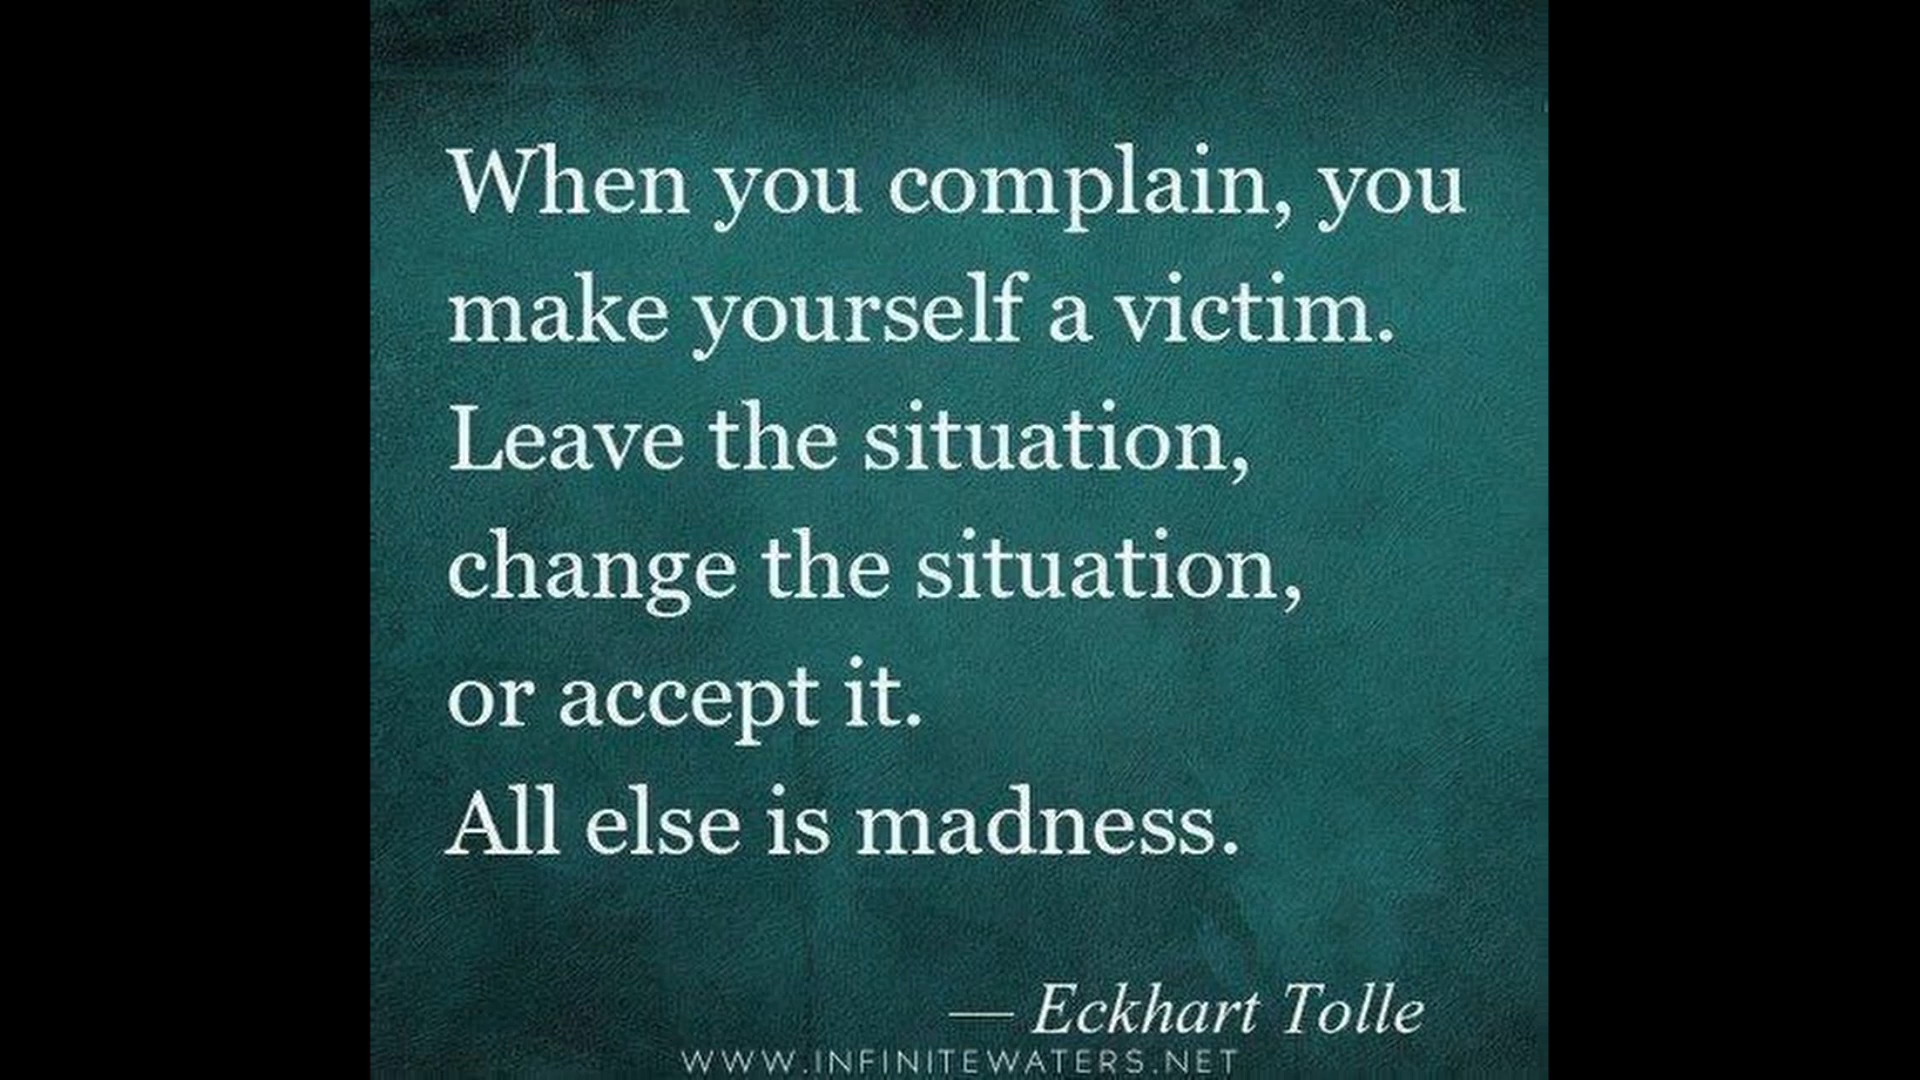 When you complain, you
make yourself a victim.
Leave the situation,
change the situation,
or accept it.
All else is madness.
— Eckhart Tolle
WWW.INFINITEWATERS.NET